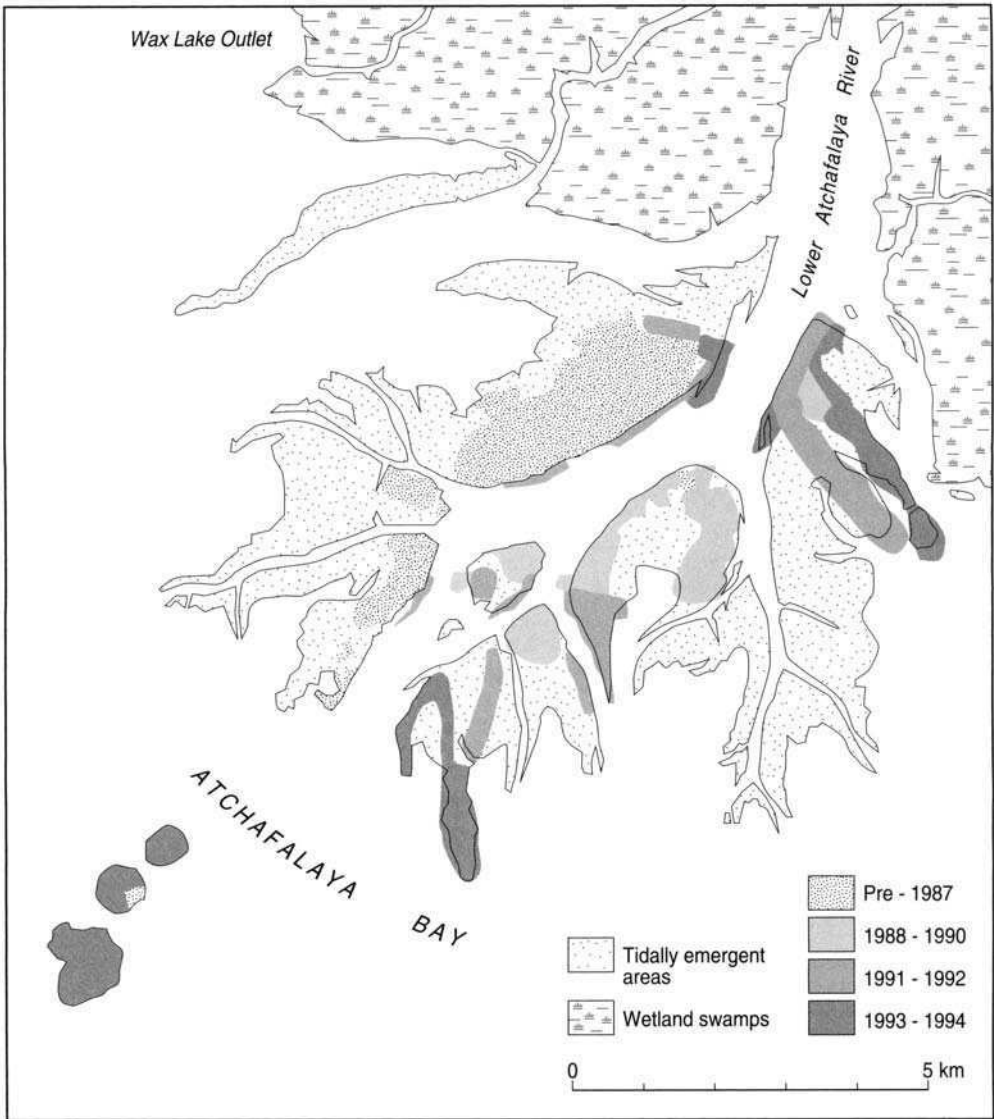 Wax Lake Outlet
Lower Atchafalaya River
ATCHAFALAYA
BAY
Tidally emergent
areas
Wetland swamps
Pre - 1987
1988 - 1990
1991 - 1992
1993 - 1994
0
5 km